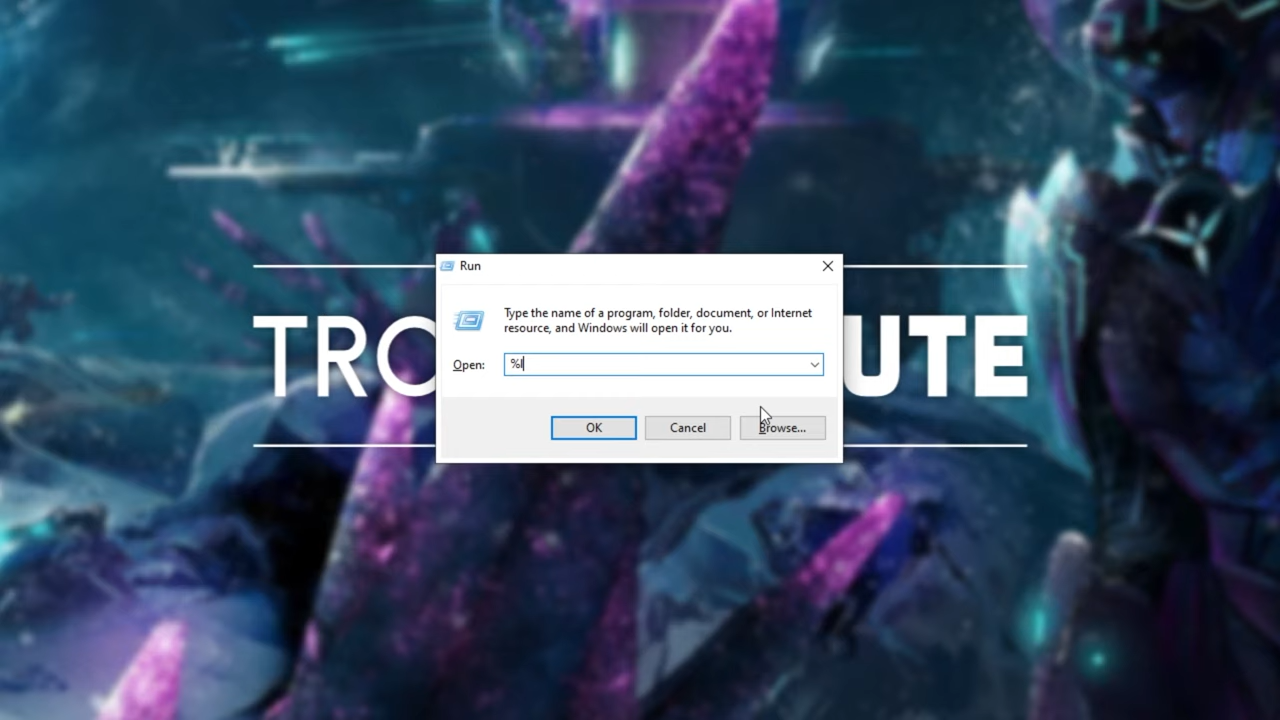 Run
Type the name of a program, folder, document, or Internet
resource, and Windows will open it for you.
Open: %l
TRO UTE
OK Cancel Browse...